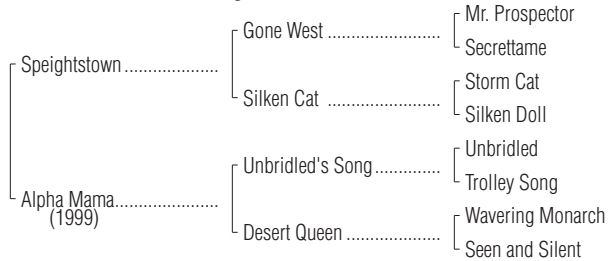 Mr. Prospector
Gone West ........................
Secrettame
Speightstown ....................
Storm Cat
Silken Cat ........................
Silken Doll
Unbridled
Unbridled's Song..............
Trolley Song
Alpha Mama......................
(1999)
Wavering Monarch
Desert Queen ....................
Seen and Silent